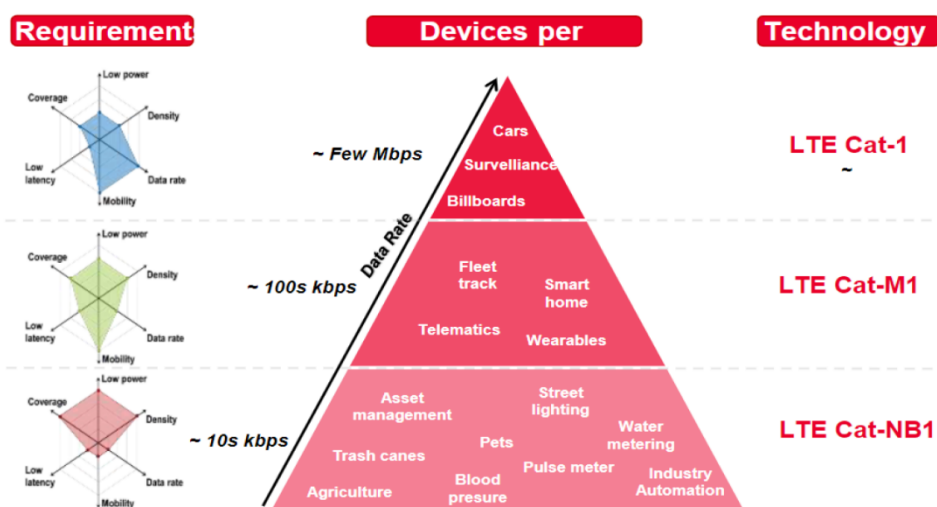 Requirement
Devices per
Technology
Low power
Coverage
Density
Low
latency
Data rate
Mobility
~ Few Mbps
Data Rate
Cars
Survelliance
Billboards
LTE Cat-1
~
Low power
Coverage
Density
Low
latency
Data rate
Mobility
~ 100s kbps
Fleet
track
Smart
home
Telematics
Wearables
LTE Cat-M1
Low power
Coverage
Density
Low
latency
Data rate
Mobility
~ 10s kbps
Asset
management
Street
lighting
Pets
Water
metering
Trash canes
Pulse meter
Agriculture
Blood
presure
Industry
Automation
LTE Cat-NB1